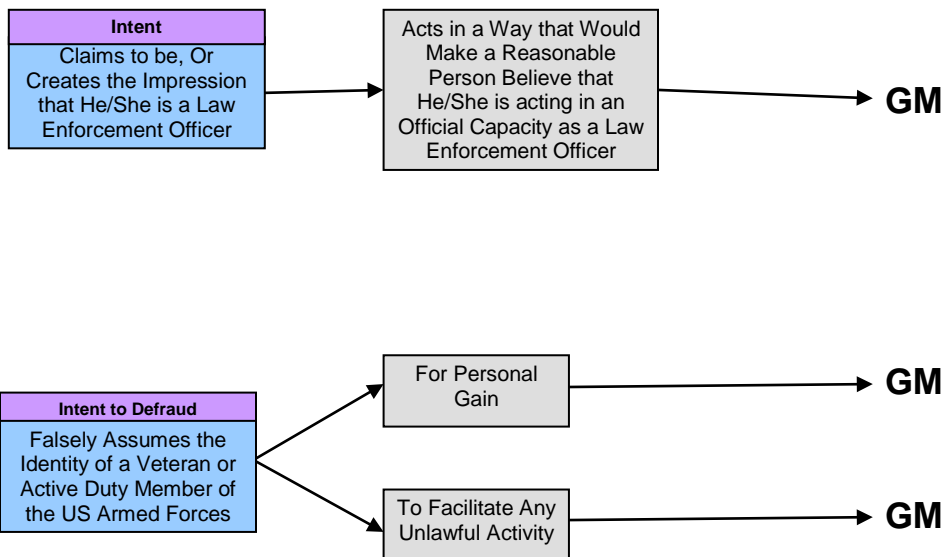 Intent
Claims to be, Or
Creates the Impression
that He/She is a Law
Enforcement Officer
Acts in a Way that Would
Make a Reasonable
Person Believe that
He/She is acting in an
Official Capacity as a Law
Enforcement Officer
GM
Intent to Defraud
Falsely Assumes the
Identity of a Veteran or
Active Duty Member of
the US Armed Forces
For Personal
Gain
GM
To Facilitate Any
Unlawful Activity
GM